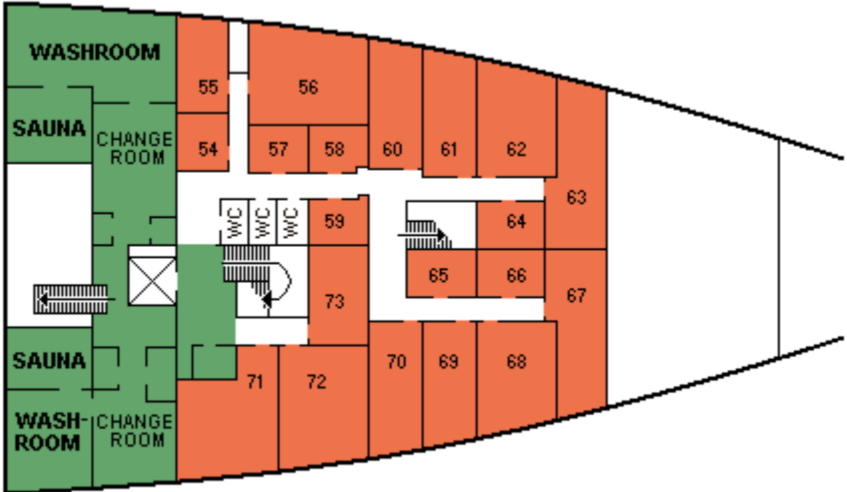 WASHROOM
55
56
SAUNA
CHANGE
ROOM
54
57
58
60
61
62
63
WC
WC
WC
59
64
65
66
67
73
SAUNA
71
72
70
69
68
WASH-
ROOM
CHANGE
ROOM